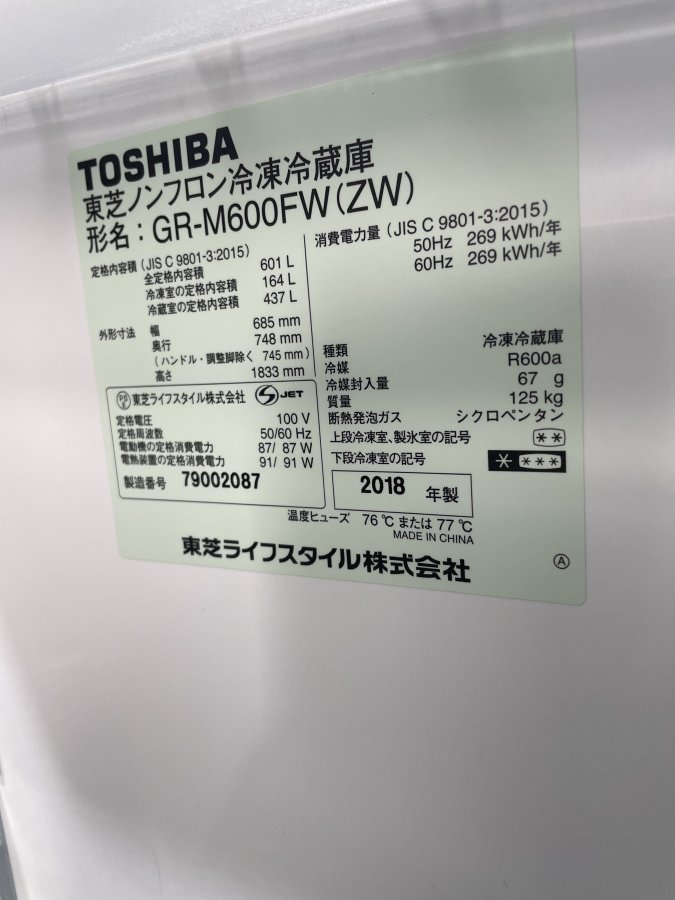 TOSHIBA
東芝ノンフロン冷凍冷蔵庫
形名：GR-M600FW(ZW)
定格内容積 (JIS C 9801-3:2015)
全定格内容積 601 L
冷凍室の定格内容積 164 L
冷蔵室の定格内容積 437 L
外形寸法 幅 685 mm
奥行 748 mm
(ハンドル・調整脚除く 745 mm)
高さ 1833 mm
PSE 東芝ライフスタイル株式会社 S JET
定格電圧 100 V
定格周波数 50/60 Hz
電動機の定格消費電力 87/ 87 W
電熱装置の定格消費電力 91/ 91 W
製造番号 79002087
消費電力量 (JIS C 9801-3:2015)
50Hz 269 kWh/年
60Hz 269 kWh/年
種類 冷凍冷蔵庫
冷媒 R600a
冷媒封入量 67 g
質量 125 kg
断熱発泡ガス シクロペンタン
上段冷凍室、製氷室の記号 **
下段冷凍室の記号 * ***
2018 年製
温度ヒューズ 76℃または77℃
MADE IN CHINA
東芝ライフスタイル株式会社
Ⓐ